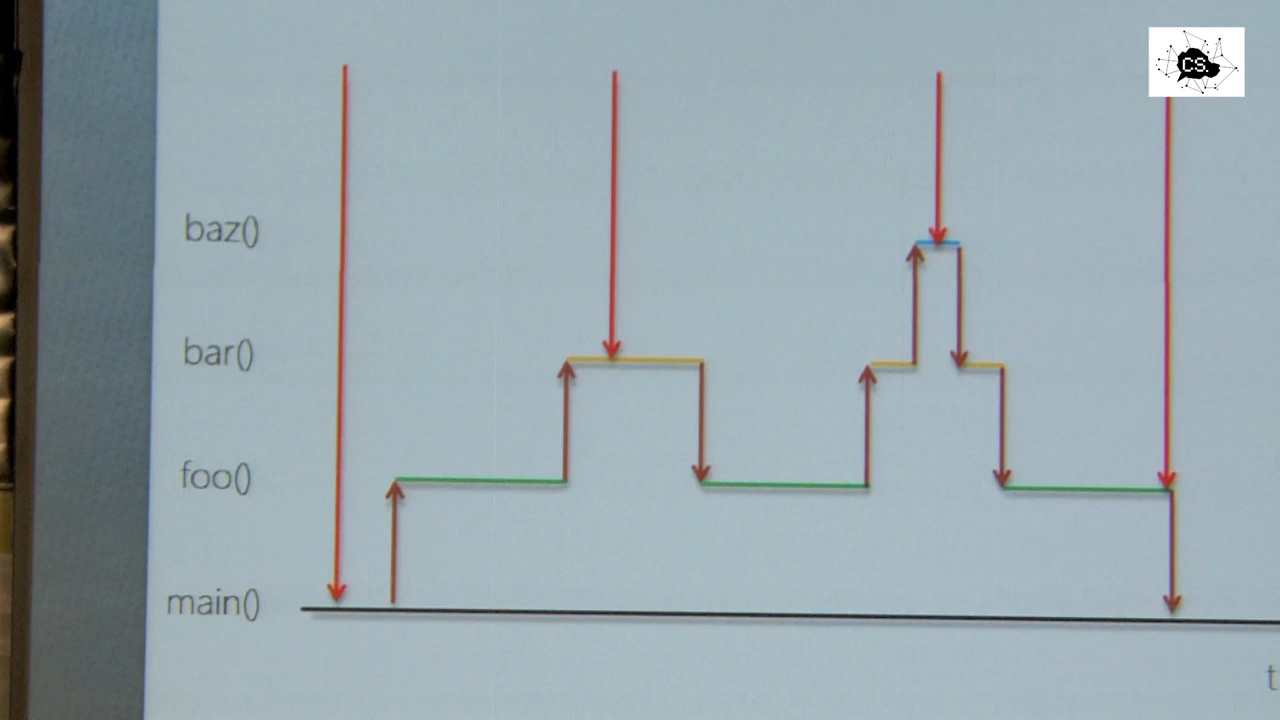 CS.
baz()
bar()
foo()
main()
t